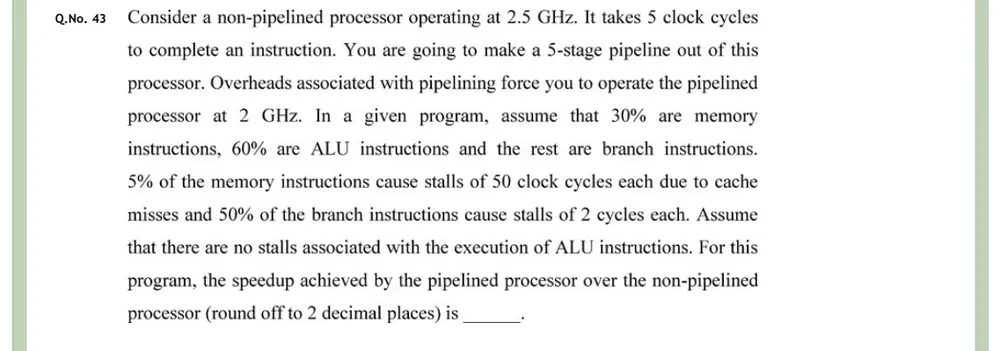 Q.No. 43 Consider a non-pipelined processor operating at 2.5 GHz. It takes 5 clock cycles
to complete an instruction. You are going to make a 5-stage pipeline out of this
processor. Overheads associated with pipelining force you to operate the pipelined
processor at 2 GHz. In a given program, assume that 30% are memory
instructions, 60% are ALU instructions and the rest are branch instructions.
5% of the memory instructions cause stalls of 50 clock cycles each due to cache
misses and 50% of the branch instructions cause stalls of 2 cycles each. Assume
that there are no stalls associated with the execution of ALU instructions. For this
program, the speedup achieved by the pipelined processor over the non-pipelined
processor (round off to 2 decimal places) is ______.